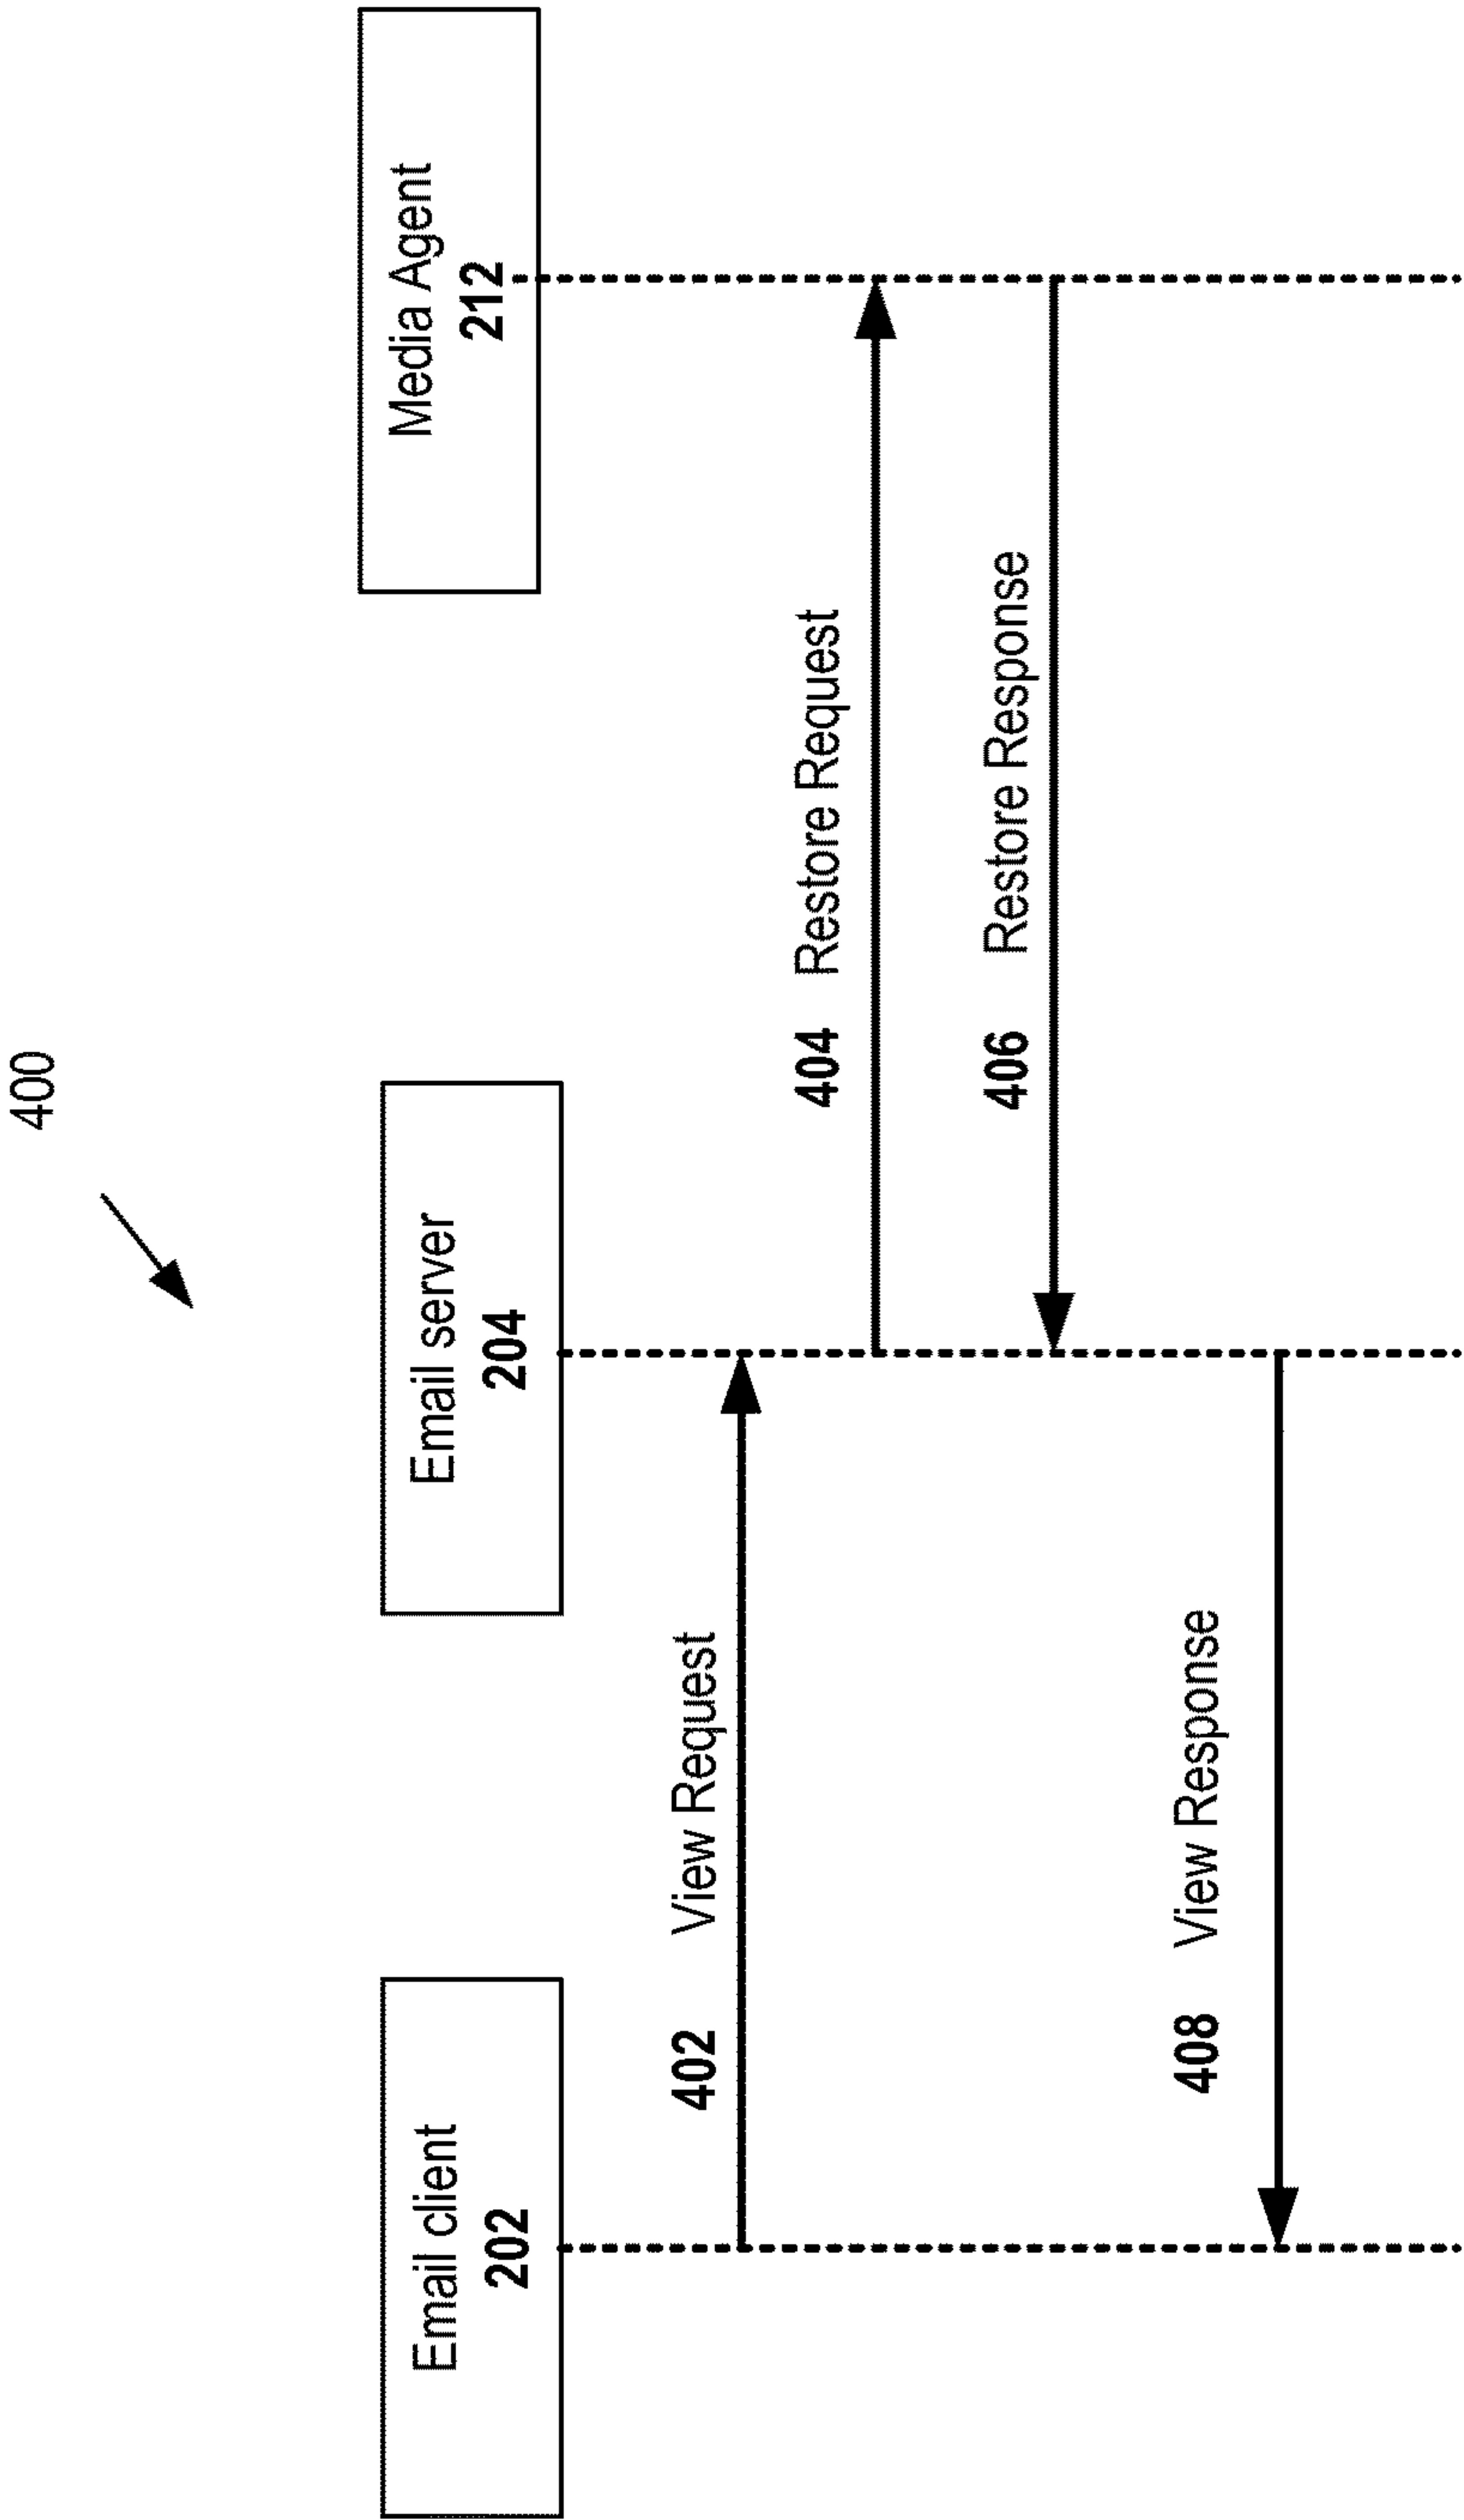 400
Email client
202
Email server
204
Media Agent
212
402 View Request
404 Restore Request
406 Restore Response
408 View Response